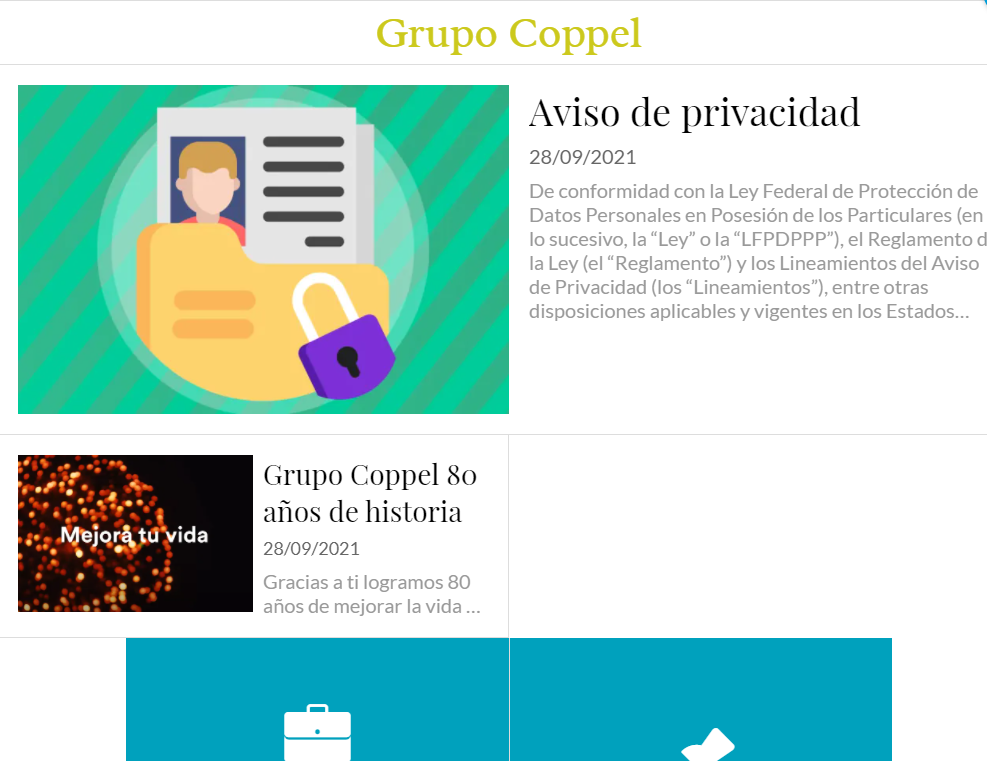 Grupo Coppel
Aviso de privacidad
28/09/2021
De conformidad con la Ley Federal de Protección de
Datos Personales en Posesión de los Particulares (en
lo sucesivo, la “Ley” o la “LFPDPPP”), el Reglamento d
la Ley (el “Reglamento”) y los Lineamientos del Aviso
de Privacidad (los “Lineamientos”), entre otras
disposiciones aplicables y vigentes en los Estados…
Mejora tu vida
Grupo Coppel 80
años de historia
28/09/2021
Gracias a ti logramos 80
años de mejorar la vida …